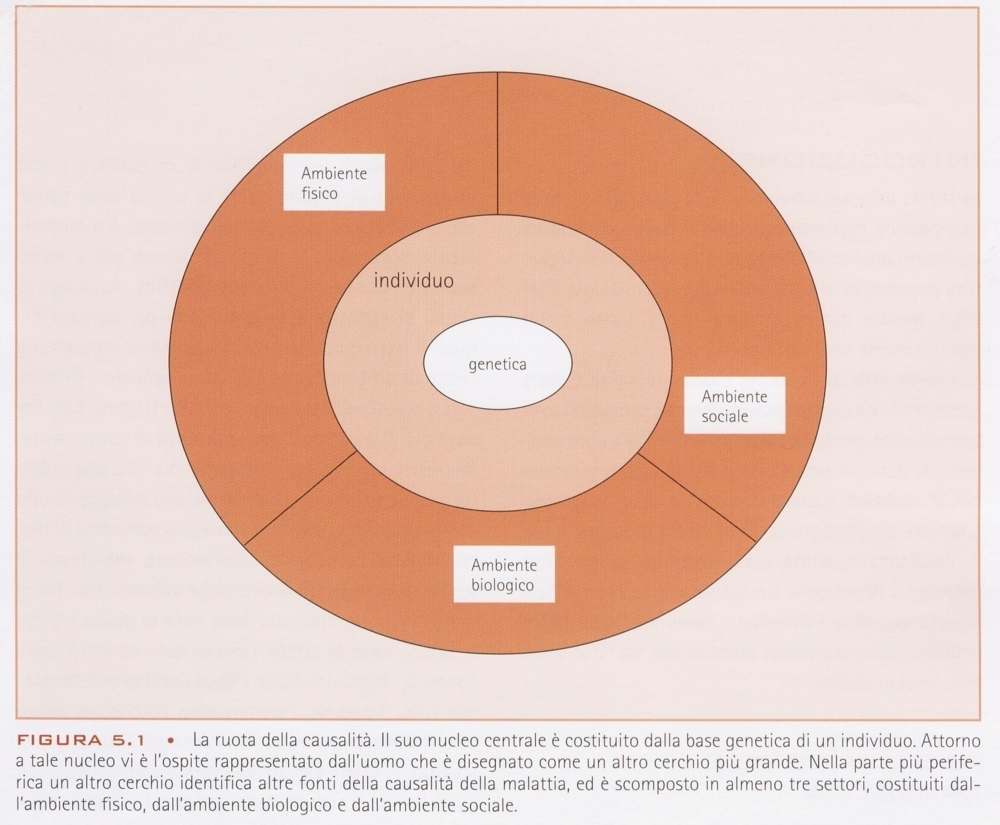 Ambiente
fisico
individuo
genetica
Ambiente
sociale
Ambiente
biologico
FIGURA 5.1 • La ruota della causalità. Il suo nucleo centrale è costituito dalla base genetica di un individuo. Attorno
a tale nucleo vi è l'ospite rappresentato dall'uomo che è disegnato come un altro cerchio più grande. Nella parte più perife-
rica un altro cerchio identifica altre fonti della causalità della malattia, ed è scomposto in almeno tre settori, costituiti dal-
l'ambiente fisico, dall'ambiente biologico e dall'ambiente sociale.